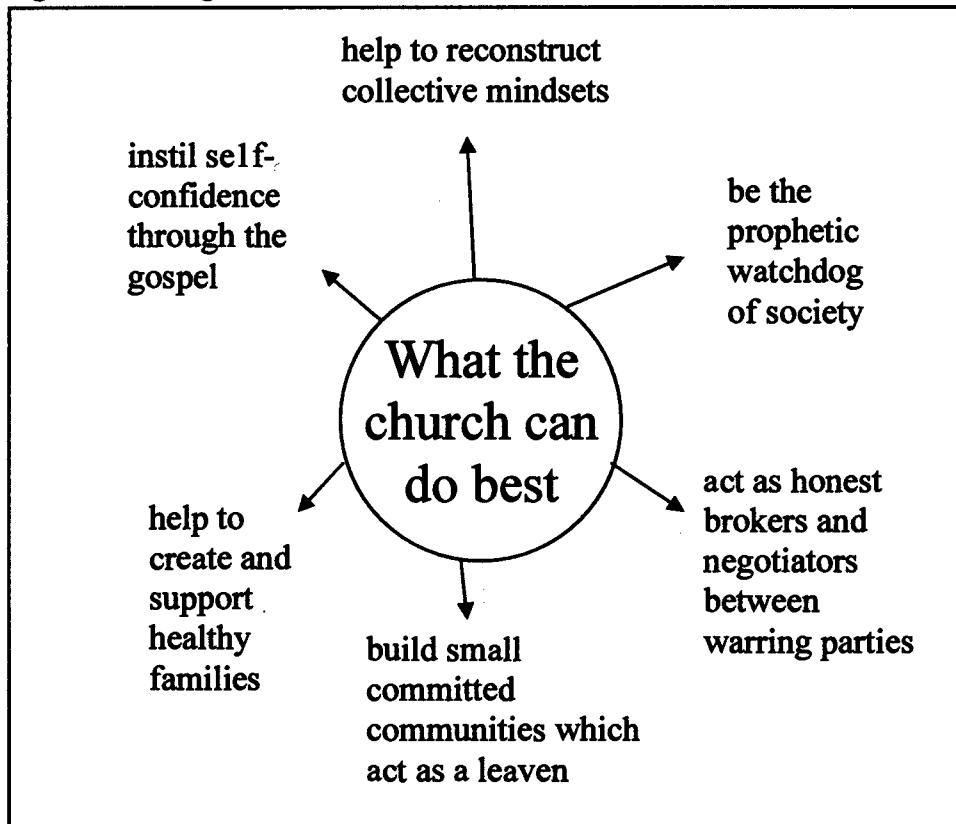 help to reconstruct
collective mindsets
instil self-
confidence
through the
gospel
be the
prophetic
watchdog
of society
What the
church can
do best
act as honest
brokers and
negotiators
between
warring parties
help to
create and
support
healthy
families
build small
committed
communities which
act as a leaven